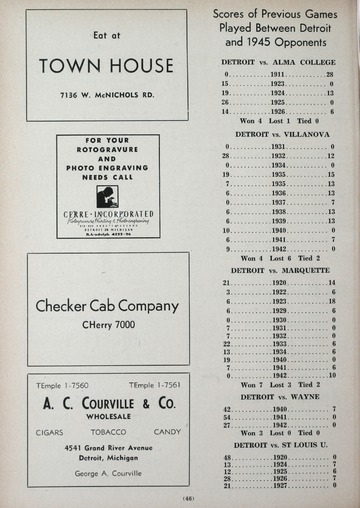 Eat at
TOWN HOUSE
7136 W. McNICHOLS RD.
FOR YOUR
ROTOGRAVURE
AND
PHOTO ENGRAVING
NEEDS CALL
INCORPORATED
DETROIT 26 MICHIGAN
Checker Cab Company
CHerry 7000
TEmple 1-7560 TEmple 1-7561
A. C. COURVILLE & CO.
WHOLESALE
CIGARS TOBACCO CANDY
4541 Grand River Avenue
Detroit, Michigan
George A. Courville
Scores of Previous Games
Played Between Detroit
and 1945 Opponents
DETROIT vs. ALMA COLLEGE
0..........1911..........28
15..........1923..........0
19..........1924..........13
26..........1925..........0
14..........1926..........6
Won 4 Lost 1 Tied 0
DETROIT vs. VILLANOVA
0..........1931..........0
28..........1932..........12
0..........1934..........0
19..........1935..........15
7..........1935..........13
6..........1936..........13
0..........1937..........7
6..........1938..........13
6..........1939..........13
10..........1940..........0
6..........1941..........7
9..........1942..........0
Won 4 Lost 6 Tied 2
DETROIT vs. MARQUETTE
21..........1920..........14
3..........1922..........6
6..........1923..........18
6..........1929..........6
0..........1930..........0
7..........1931..........0
7..........1932..........0
22..........1933..........6
13..........1934..........6
19..........1940..........0
7..........1941..........6
0..........1942..........10
Won 7 Lost 3 Tied 2
DETROIT vs. WAYNE
42..........1940..........7
54..........1941..........0
27..........1942..........0
Won 3 Lost 0 Tied 0
DETROIT vs. ST LOUIS U.
48..........1920..........0
13..........1924..........7
12..........1925..........6
28..........1926..........7
21..........1927..........0
(46)